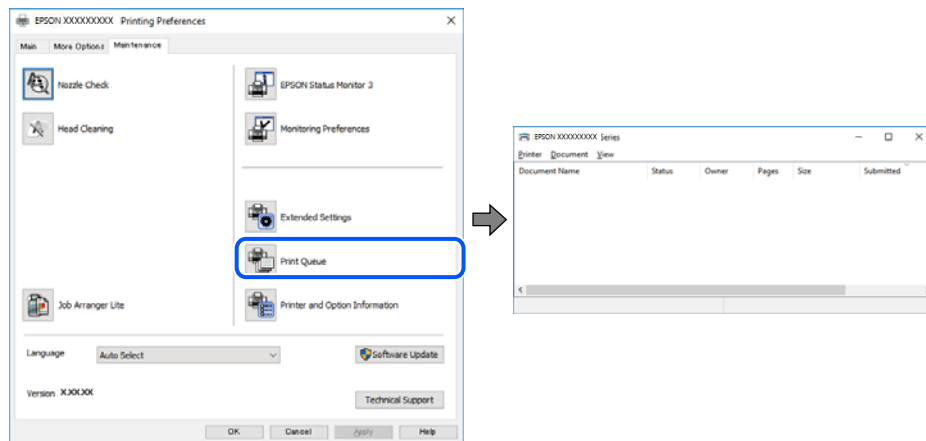 EPSON XXXXXXXXX Printing Preferences
Main More Options Maintenance
Nozzle Check
EPSON Status Monitor 3
Head Cleaning
Monitoring Preferences
Extended Settings
Print Queue
Job Arranger Lite
Printer and Option Information
Language
Auto Select
Software Update
Version X.XX.XX
Technical Support
OK Cancel Apply Help
EPSON XXXXXXXXX Series
Printer Document View
Document Name Status Owner Pages Size Submitted